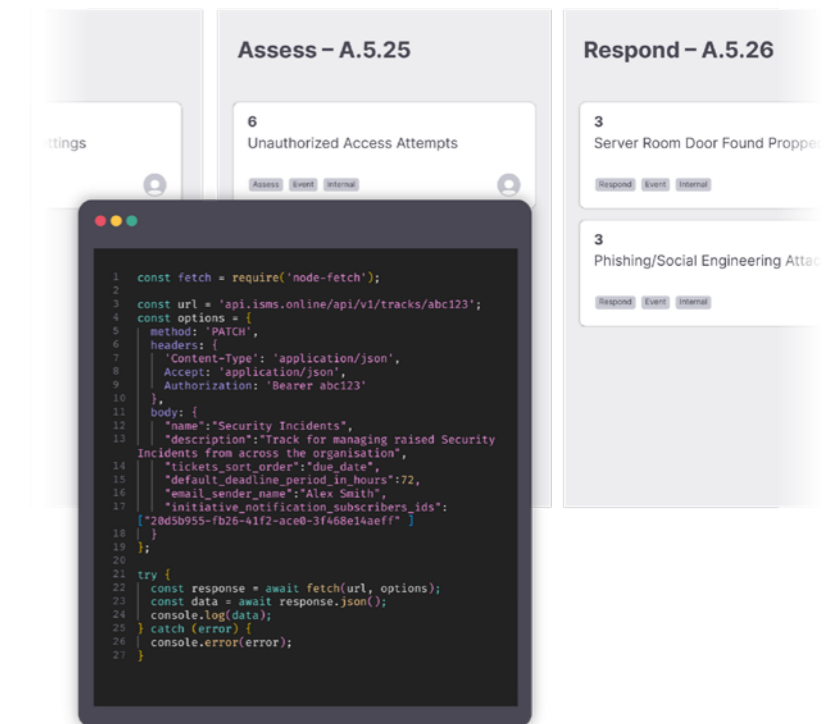 Assess – A.5.25
Respond – A.5.26
6
Unauthorized Access Attempts
Assess Event Internal
3
Server Room Door Found
Respond Event Internal
3
Phishing/Social Engineering
Respond Event Internal
1 const fetch = require('node-fetch');
2
3 const url = 'api.isms.online/api/v1/tracks/abc123';
4 const options = {
5 method: 'PATCH',
6 headers: {
7 'Content-Type': 'application/json',
8 Accept: 'application/json',
9 Authorization: 'Bearer abc123'
10 },
11 body: {
12 "name":"Security Incidents",
13 "description":"Track for managing raised Security
Incidents from across the organisation",
14 "tickets_sort_order":"due_date",
15 "default_deadline_period_in_hours":72,
16 "email_sender_name":"Alex Smith",
17 "initiative_notification_subscribers_ids":
["20d5b955-fb26-41f2-ace0-3f468e14aeff" ]
18 }
19 };
20
21 try {
22 const response = await fetch(url, options);
23 const data = await response.json();
24 console.log(data);
25 } catch (error) {
26 console.error(error);
27 }